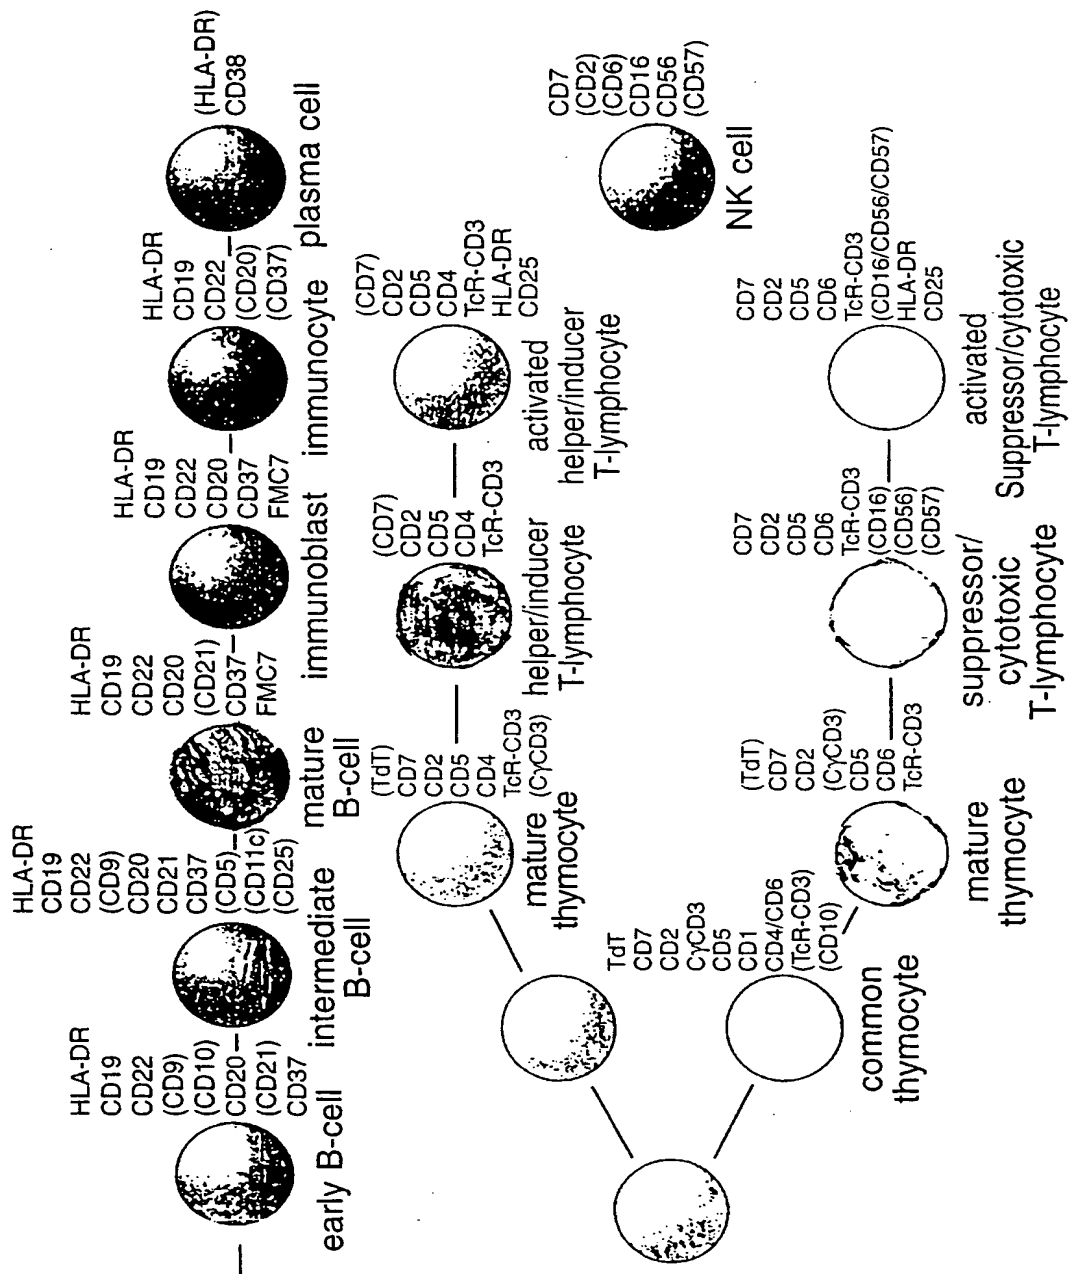 HLA-DR
CD19
CD22
(CD9)
(CD10)
CD20
(CD21)
CD37
early B-cell
HLA-DR
CD19
CD22
(CD9)
CD20
CD21
CD37
(CD5)
(CD11c)
(CD25)
intermediate
B-cell
HLA-DR
CD19
CD22
CD20
(CD21)
CD37
FMC7
mature
B-cell
HLA-DR
CD19
CD22
CD20
CD37
FMC7
immunoblast
HLA-DR
CD19
CD22
(CD20)
(CD37)
immunocyte
(HLA-DR)
CD38
plasma cell
(TdT)
CD7
CD2
CD5
CD4
TcR-CD3
(CγCD3)
mature
thymocyte
(CD7)
CD2
CD5
CD4
TcR-CD3
helper/inducer
T-lymphocyte
(CD7)
CD2
CD5
CD4
TcR-CD3
HLA-DR
CD25
activated
helper/inducer
T-lymphocyte
CD7
(CD2)
(CD6)
CD16
CD56
(CD57)
NK cell
TdT
CD7
CD2
CγCD3
CD5
CD1
CD4/CD6
(TcR-CD3)
(CD10)
common
thymocyte
(TdT)
CD7
CD2
(CγCD3)
CD5
CD6
TcR-CD3
mature
thymocyte
CD7
CD2
CD5
CD6
TcR-CD3
(CD16)
(CD56)
(CD57)
suppressor/
cytotoxic
T-lymphocyte
CD7
CD2
CD5
CD6
TcR-CD3
(CD16/CD56/CD57)
HLA-DR
CD25
activated
Suppressor/cytotoxic
T-lymphocyte